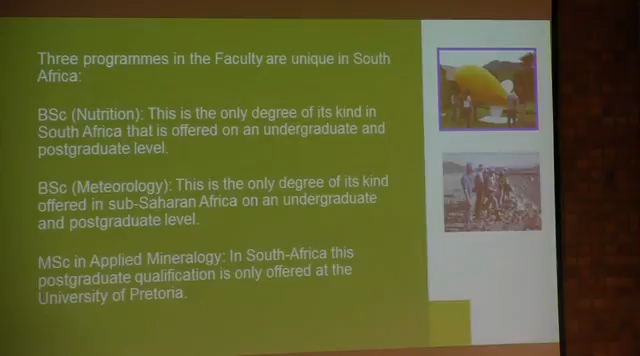 Three programmes in the Faculty are unique in South
Africa:
BSc (Nutrition): This is the only degree of its kind in
South Africa that is offered on an undergraduate and
postgraduate level.
BSc (Meteorology): This is the only degree of its kind
offered in sub-Saharan Africa on an undergraduate
and postgraduate level.
MSc in Applied Mineralogy: In South-Africa this
postgraduate qualification is only offered at the
University of Pretoria.